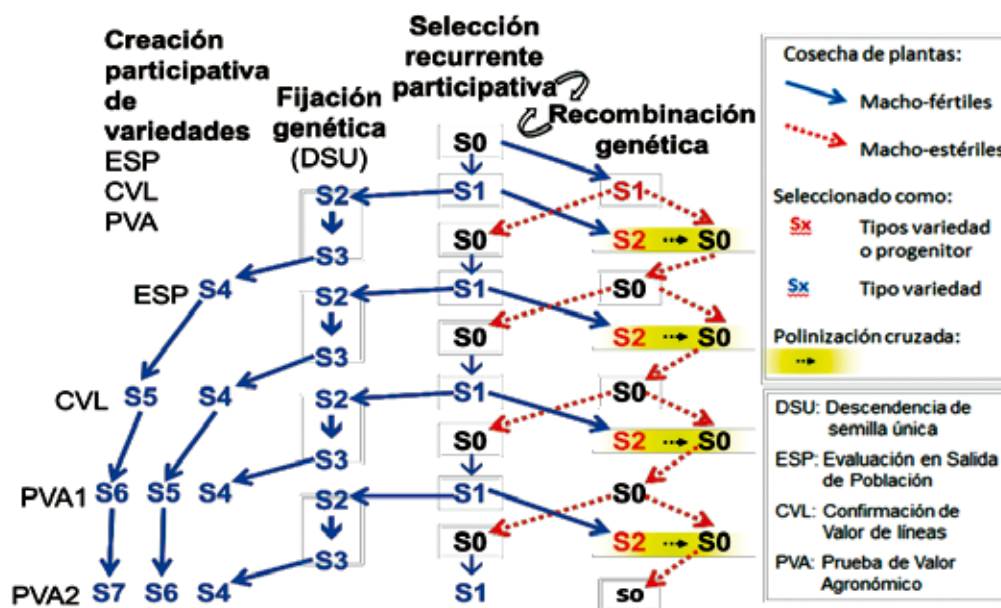 Creación
participativa
de
variedades
ESP
CVL
PVA
Fijación
genética
(DSU)
Selección
recurrente
participativa
Recombinación
genética
S0
S2 S1 S1
S0 S2 S0
S3
ESP S4
S2 S1 S0
S0 S2 S0
S3
CVL S5 S4
S2 S1 S0
S0 S2 S0
S3
PVA1 S6 S5 S4
S2 S1 S0
S0 S2 S0
S3
PVA2 S7 S6 S4 S1 so
Cosecha de plantas:
Macho-fértiles
Macho-estériles
Seleccionado como:
Sx Tipos variedad
o progenitor
Sx Tipo variedad
Polinización cruzada:
DSU: Descendencia de
semilla única
ESP: Evaluación en Salida
de Población
CVL: Confirmación de
Valor de líneas
PVA: Prueba de Valor
Agronómico